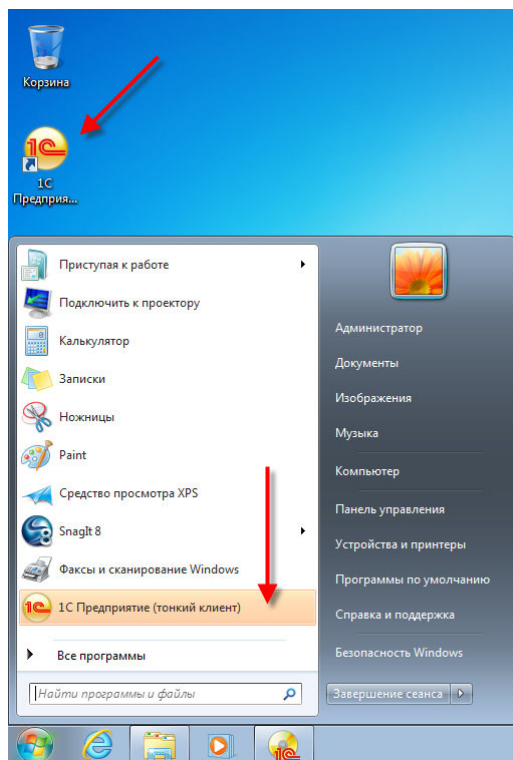 Корзина
1С
Предприя...
Приступая к работе
Подключить к проектору
Калькулятор
Записки
Ножницы
Paint
Средство просмотра XPS
SnagIt 8
Факсы и сканирование Windows
1С Предприятие (тонкий клиент)
Все программы
Найти программы и файлы
Администратор
Документы
Изображения
Музыка
Компьютер
Панель управления
Устройства и принтеры
Программы по умолчанию
Справка и поддержка
Безопасность Windows
Завершение сеанса